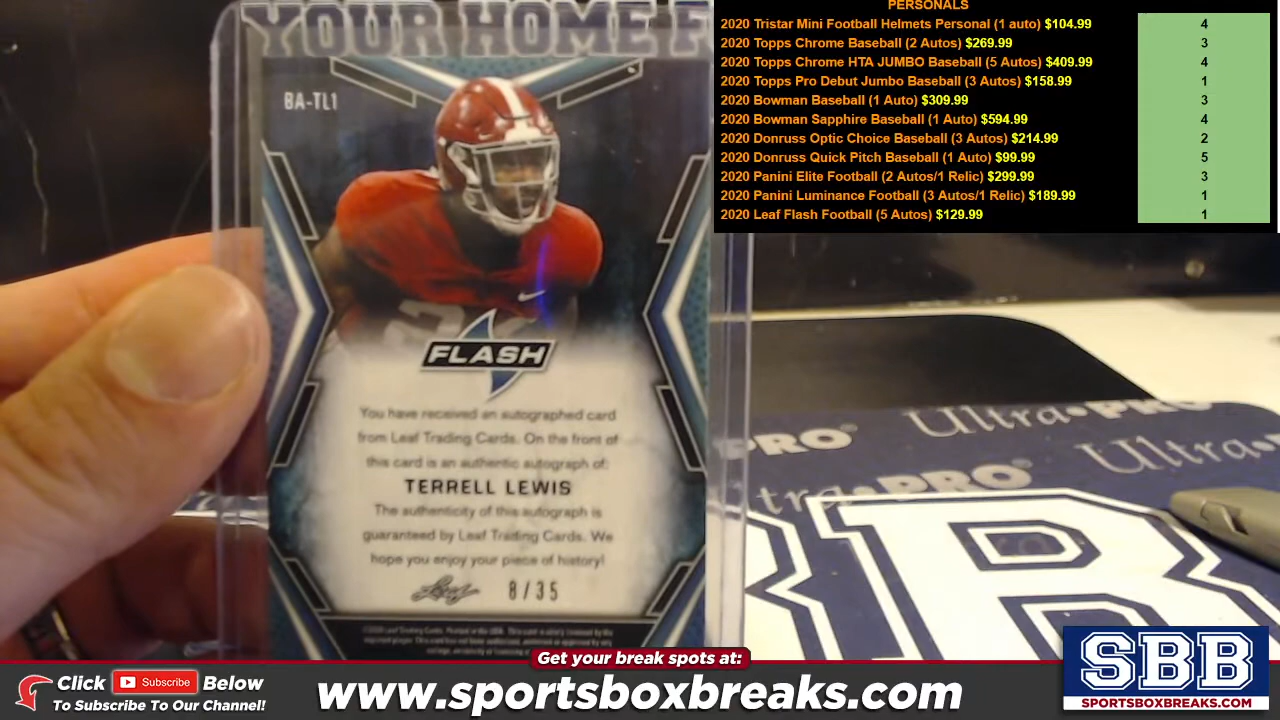 YOUR HOME F
BA-TL1
FLASH
You have received an autographed card
from Leaf Trading Cards. On the front of
this card is an authentic autograph of:
TERRELL LEWIS
The authenticity of this autograph is
guaranteed by Leaf Trading Cards. We
hope you enjoy your piece of history!
Leaf 8/35
PERSONALS
2020 Tristar Mini Football Helmets Personal (1 auto) $104.99 4
2020 Topps Chrome Baseball (2 Autos) $269.99 3
2020 Topps Chrome HTA JUMBO Baseball (5 Autos) $409.99 4
2020 Topps Pro Debut Jumbo Baseball (3 Autos) $158.99 1
2020 Bowman Baseball (1 Auto) $309.99 3
2020 Bowman Sapphire Baseball (1 Auto) $594.99 4
2020 Donruss Optic Choice Baseball (3 Autos) $214.99 2
2020 Donruss Quick Pitch Baseball (1 Auto) $99.99 5
2020 Panini Elite Football (2 Autos/1 Relic) $299.99 3
2020 Panini Luminance Football (3 Autos/1 Relic) $189.99 1
2020 Leaf Flash Football (5 Autos) $129.99 1
PRO Ultra•PRO
tra•PRO Ultra•
R
Get your break spots at:
Click Subscribe Below
To Subscribe To Our Channel!
www.sportsboxbreaks.com
SBB
SPORTSBOXBREAKS.COM